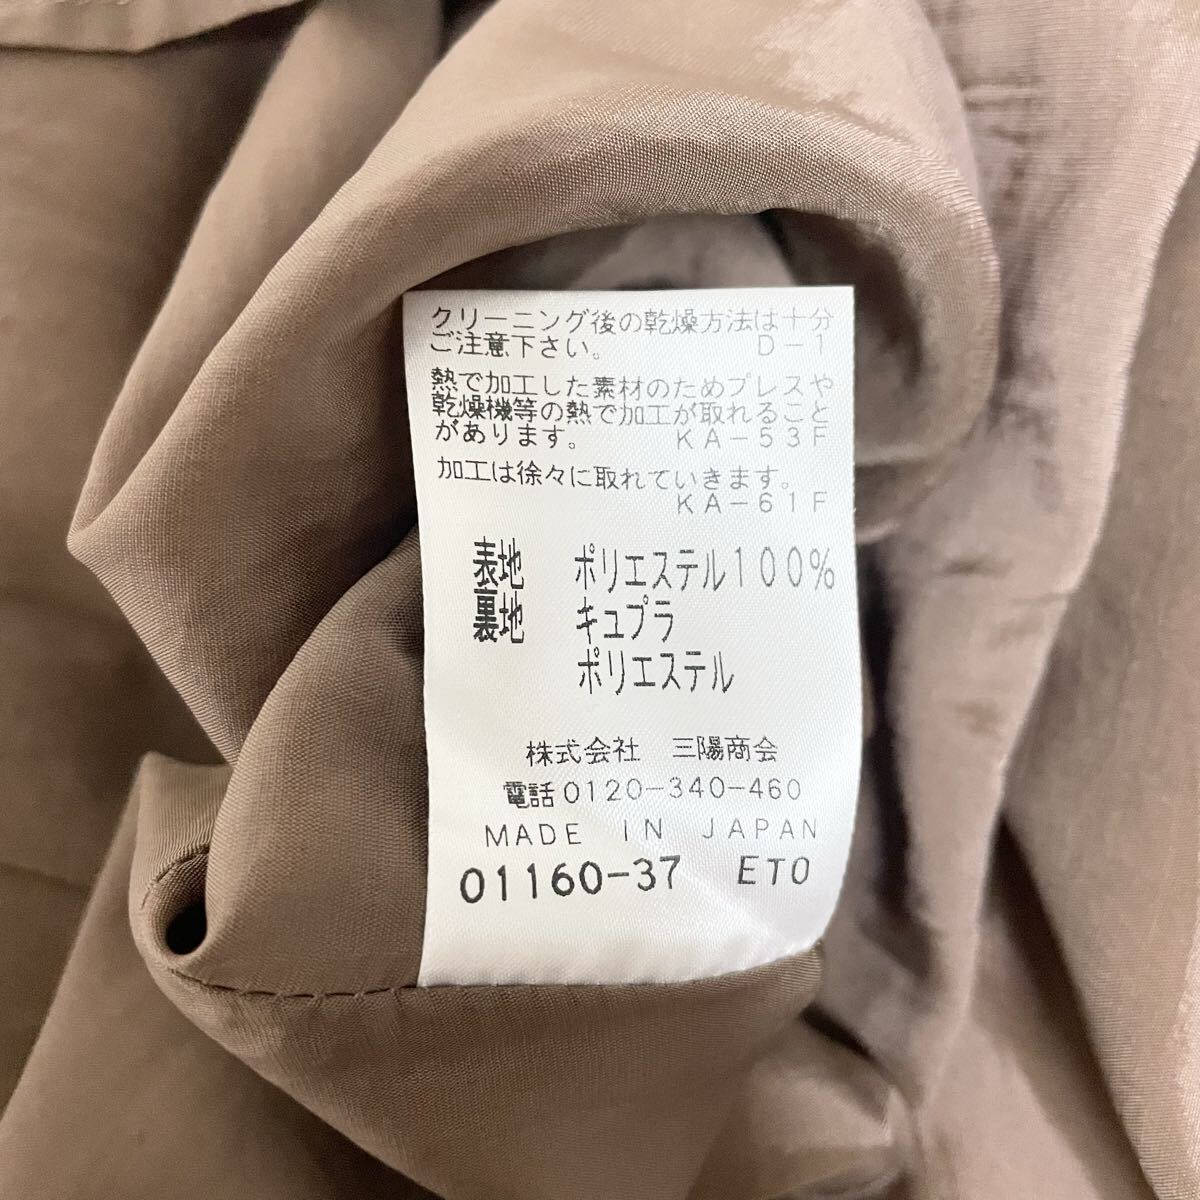 クリーニング後の乾燥方法は十分
ご注意下さい。 D-1
熱で加工した素材のためプレスや
乾燥機等の熱で加工が取れること
があります。 KA-53F
加工は徐々に取れていきます。
KA-61F
表地 ポリエステル100%
裏地 キュプラ
ポリエステル
株式会社 三陽商会
電話0120-340-460
MADE IN JAPAN
01160-37 ETO